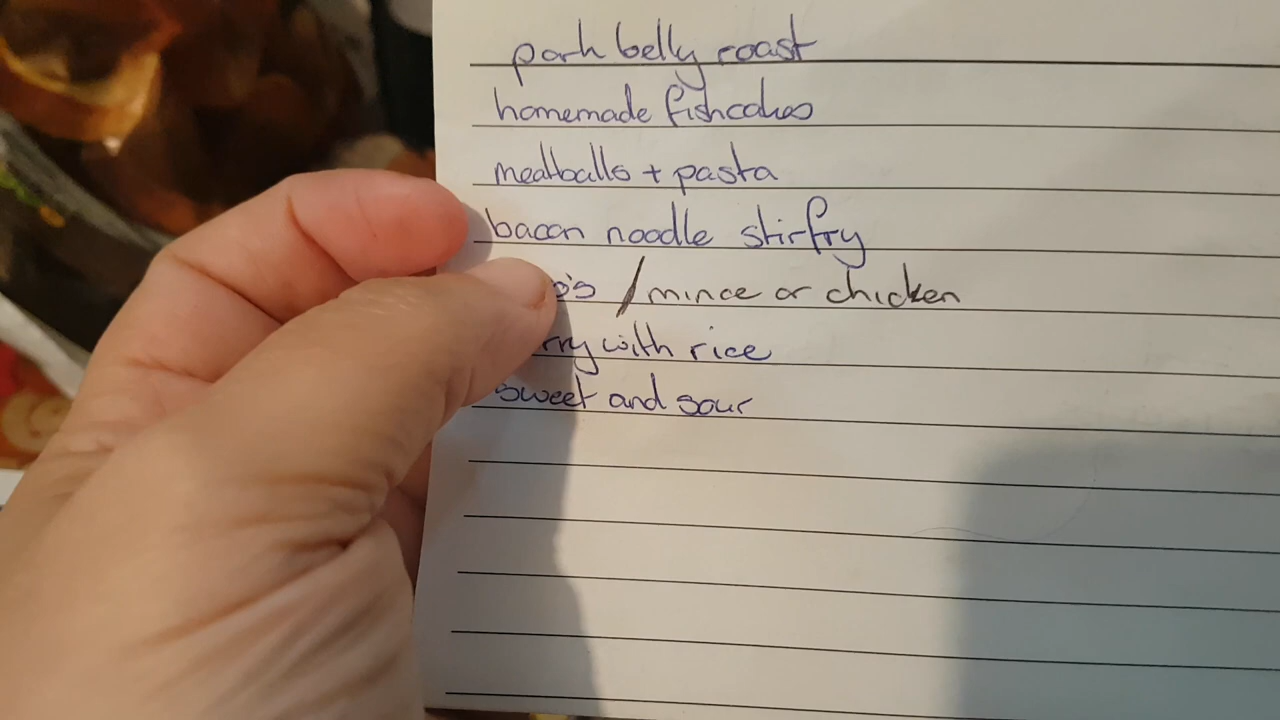 pork belly roast
homemade fishcakes
meatballs + pasta
bacon noodle stirfry
/ mince or chicken
with rice
sweet and sour